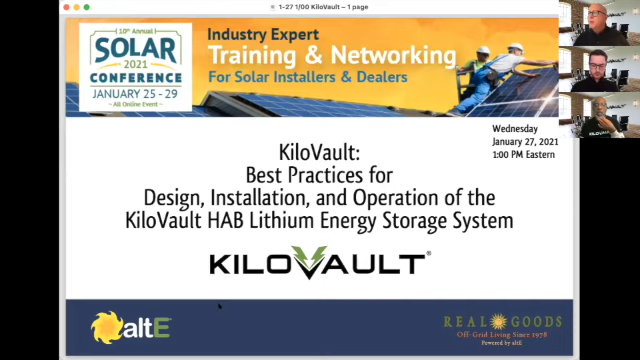 1-27 1/00 KiloVault – 1 page
10th Annual
SOLAR
2021
CONFERENCE
JANUARY 25 - 29
~ All Online Event ~
Industry Expert
Training & Networking
For Solar Installers & Dealers
Wednesday
January 27, 2021
1:00 PM Eastern
KiloVault:
Best Practices for
Design, Installation, and Operation of the
KiloVault HAB Lithium Energy Storage System
KILOVAULT®
altE
REAL GOODS
Off-Grid Living Since 1978
Powered by altE